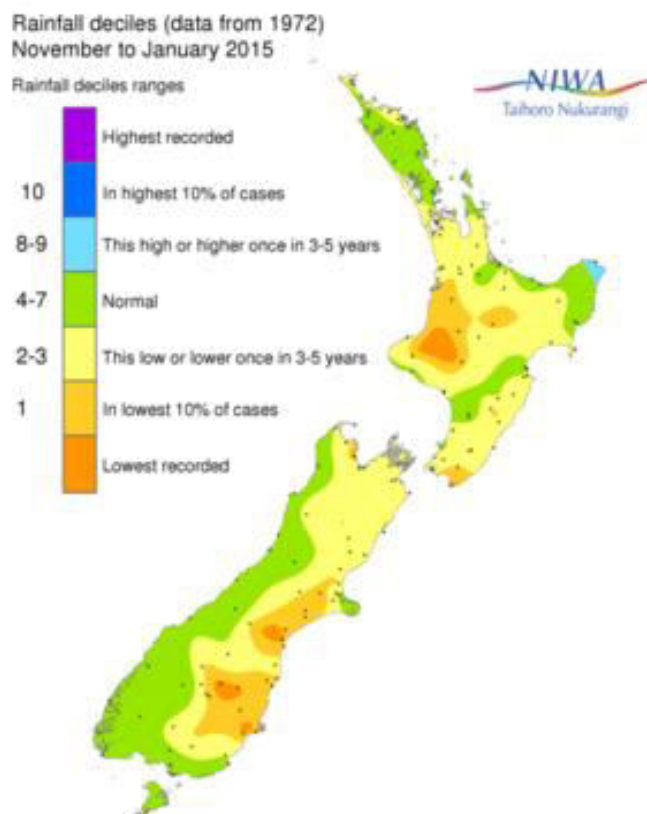 Rainfall deciles (data from 1972)
November to January 2015
Rainfall deciles ranges
NIWA
Taihoro Nukurangi
Highest recorded
10 In highest 10% of cases
8-9 This high or higher once in 3-5 years
4-7 Normal
2-3 This low or lower once in 3-5 years
1 In lowest 10% of cases
Lowest recorded